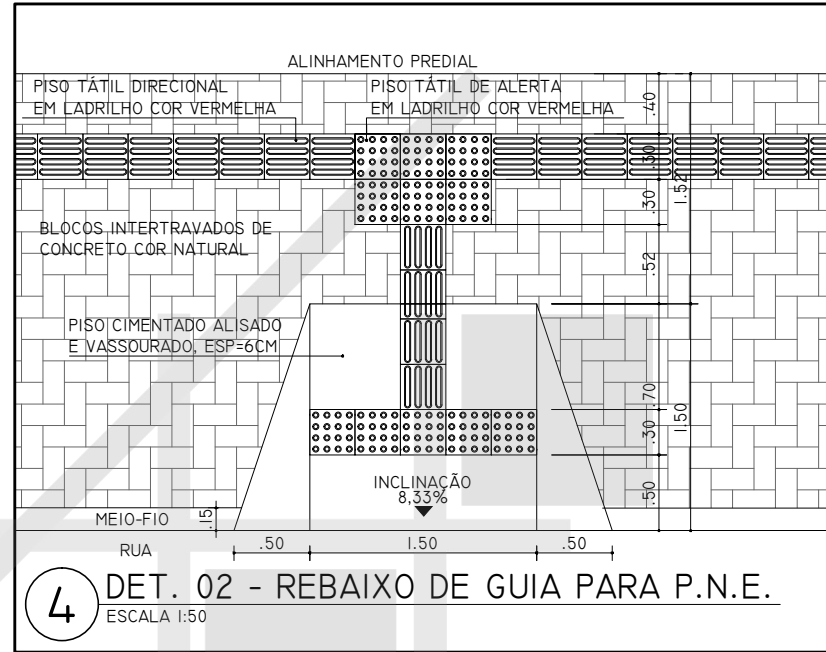 ALINHAMENTO PREDIAL
PISO TÁTIL DIRECIONAL
EM LADRILHO COR VERMELHA
PISO TÁTIL DE ALERTA
EM LADRILHO COR VERMELHA
.40
.30
.30
1.52
.52
BLOCOS INTERTRAVADOS DE
CONCRETO COR NATURAL
PISO CIMENTADO ALISADO
E VASSOURADO, ESP=6CM
.70
.30
1.50
.50
INCLINAÇÃO
8,33%
MEIO-FIO
.15
RUA
.50
1.50
.50
4
DET. 02 - REBAIXO DE GUIA PARA P.N.E.
ESCALA 1:50